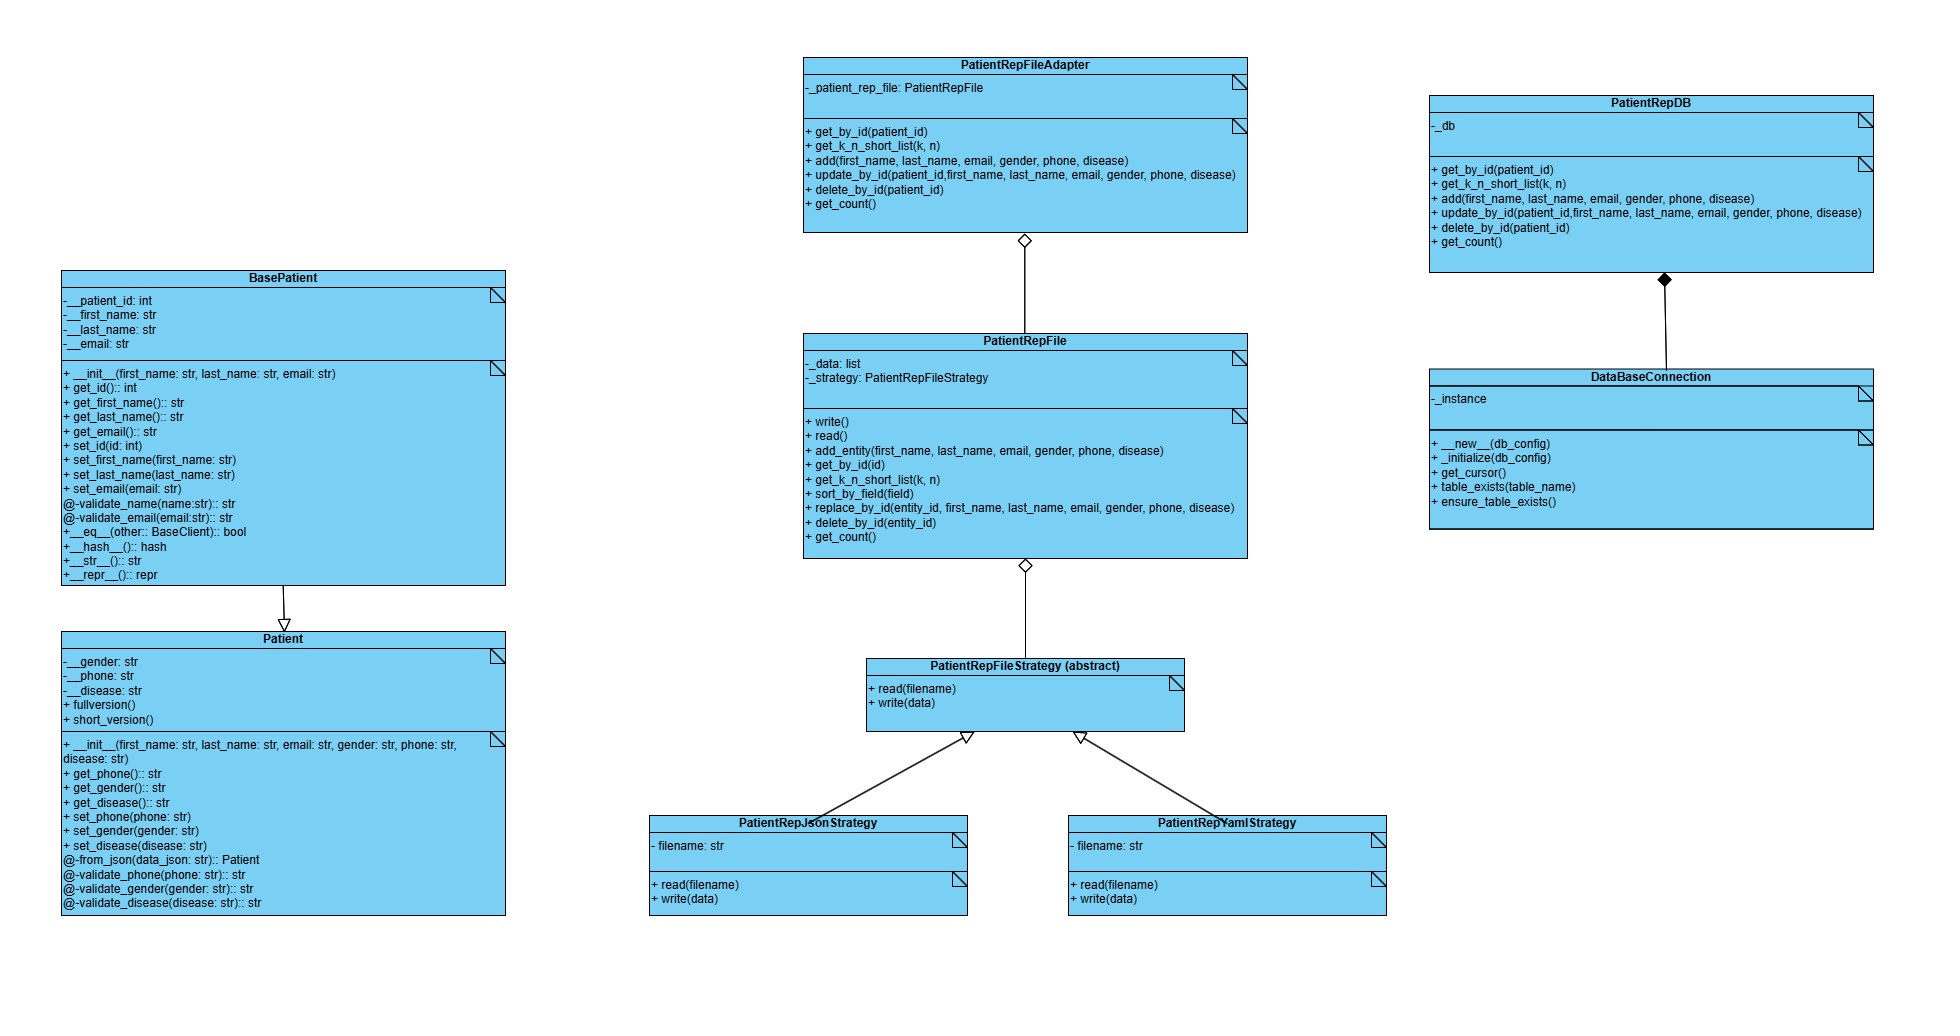 BasePatient
-__patient_id: int
-__first_name: str
-__last_name: str
-__email: str
+ __init__(first_name: str, last_name: str, email: str)
+ get_id():: int
+ get_first_name():: str
+ get_last_name():: str
+ get_email():: str
+ set_id(id: int)
+ set_first_name(first_name: str)
+ set_last_name(last_name: str)
+ set_email(email: str)
@-validate_name(name:str):: str
@-validate_email(email:str):: str
+__eq__(other:: BaseClient):: bool
+__hash__():: hash
+__str__():: str
+__repr__():: repr
Patient
-__gender: str
-__phone: str
-__disease: str
+ fullversion()
+ short_version()
+ __init__(first_name: str, last_name: str, email: str, gender: str, phone: str,
disease: str)
+ get_phone():: str
+ get_gender():: str
+ get_disease():: str
+ set_phone(phone: str)
+ set_gender(gender: str)
+ set_disease(disease: str)
@-from_json(data_json: str):: Patient
@-validate_phone(phone: str):: str
@-validate_gender(gender: str):: str
@-validate_disease(disease: str):: str
PatientRepFileAdapter
-_patient_rep_file: PatientRepFile
+ get_by_id(patient_id)
+ get_k_n_short_list(k, n)
+ add(first_name, last_name, email, gender, phone, disease)
+ update_by_id(patient_id,first_name, last_name, email, gender, phone, disease)
+ delete_by_id(patient_id)
+ get_count()
PatientRepFile
-_data: list
-_strategy: PatientRepFileStrategy
+ write()
+ read()
+ add_entity(first_name, last_name, email, gender, phone, disease)
+ get_by_id(id)
+ get_k_n_short_list(k, n)
+ sort_by_field(field)
+ replace_by_id(entity_id, first_name, last_name, email, gender, phone, disease)
+ delete_by_id(entity_id)
+ get_count()
PatientRepFileStrategy (abstract)
+ read(filename)
+ write(data)
PatientRepJsonStrategy
- filename: str
+ read(filename)
+ write(data)
PatientRepYamlStrategy
- filename: str
+ read(filename)
+ write(data)
PatientRepDB
-_db
+ get_by_id(patient_id)
+ get_k_n_short_list(k, n)
+ add(first_name, last_name, email, gender, phone, disease)
+ update_by_id(patient_id,first_name, last_name, email, gender, phone, disease)
+ delete_by_id(patient_id)
+ get_count()
DataBaseConnection
-_instance
+ __new__(db_config)
+ _initialize(db_config)
+ get_cursor()
+ table_exists(table_name)
+ ensure_table_exists()